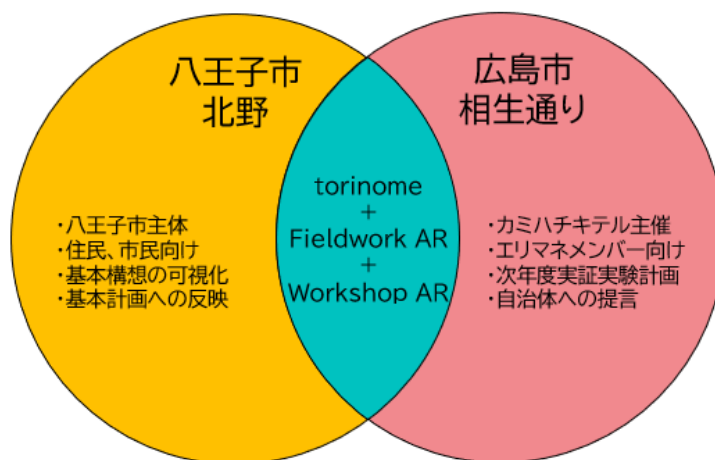 八王子市
北野
・八王子市主体
・住民、市民向け
・基本構想の可視化
・基本計画への反映
torinome
+
Fieldwork AR
+
Workshop AR
広島市
相生通り
・カミハチキテル主催
・エリマネメンバー向け
・次年度実証実験計画
・自治体への提言